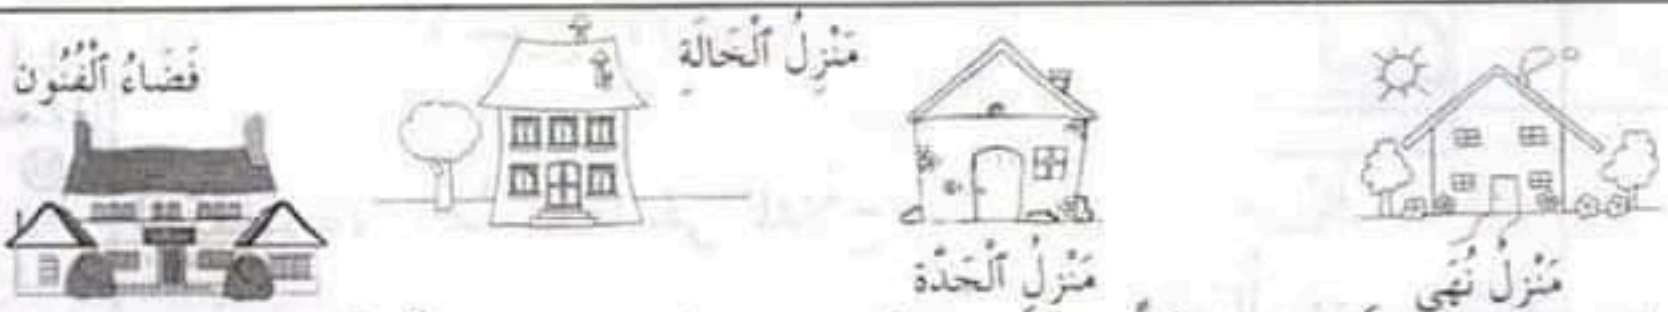 مَنْزِلُ نُهَى
مَنْزِلُ ٱلْجَدَّة
مَنْزِلُ ٱلْخَالَةِ
فَضَاءُ ٱلْفُنُون